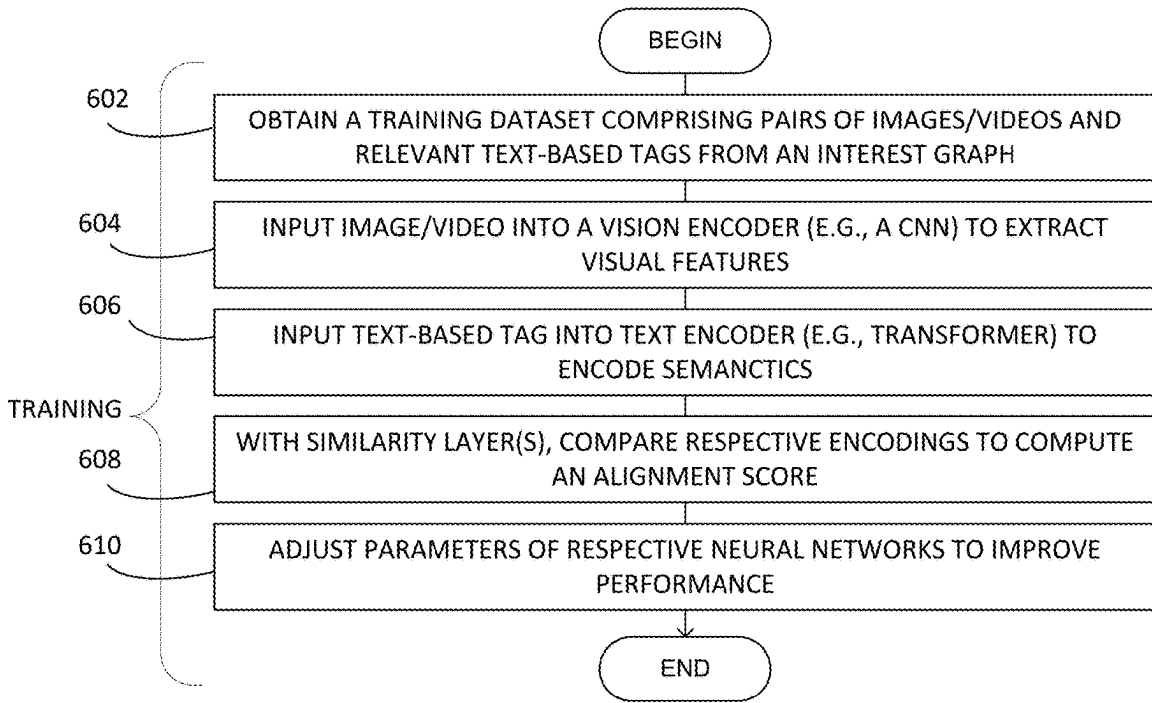 BEGIN
602
OBTAIN A TRAINING DATASET COMPRISING PAIRS OF IMAGES/VIDEOS AND
RELEVANT TEXT-BASED TAGS FROM AN INTEREST GRAPH
604
INPUT IMAGE/VIDEO INTO A VISION ENCODER (E.G., A CNN) TO EXTRACT
VISUAL FEATURES
606
INPUT TEXT-BASED TAG INTO TEXT ENCODER (E.G., TRANSFORMER) TO
ENCODE SEMANCTICS
TRAINING
608
WITH SIMILARITY LAYER(S), COMPARE RESPECTIVE ENCODINGS TO COMPUTE
AN ALIGNMENT SCORE
610
ADJUST PARAMETERS OF RESPECTIVE NEURAL NETWORKS TO IMPROVE
PERFORMANCE
END